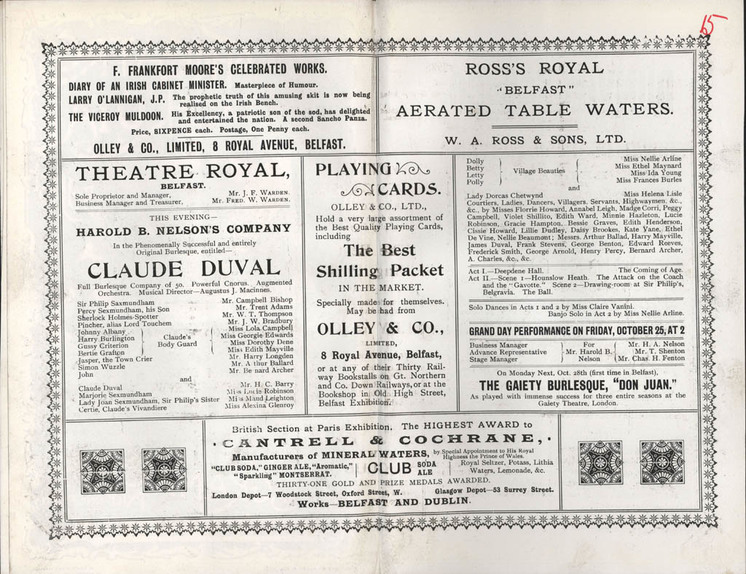 65
F. FRANKFORT MOORE'S CELEBRATED WORKS.
DIARY OF AN IRISH CABINET MINISTER. Masterpiece of Humour.
LARRY O'LANNIGAN, J.P. The prophetic truth of this amusing skit is now being
realised on the Irish Bench.
THE VICEROY MULDOON. His Excellency, a patriotic son of the sod, has delighted
and entertained the nation. A second Sancho Panza.
Price, SIXPENCE each. Postage, One Penny each.
OLLEY & CO., LIMITED, 8 ROYAL AVENUE, BELFAST.
ROSS'S ROYAL
"BELFAST"
AERATED TABLE WATERS.
W. A. ROSS & SONS, LTD.
THEATRE ROYAL,
BELFAST.
Sole Proprietor and Manager, Mr. J. F. WARDEN.
Business Manager and Treasurer, Mr. FRED. W. WARDEN.
THIS EVENING—
HAROLD B. NELSON'S COMPANY
In the Phenomenally Successful and entirely
Original Burlesque, entitled—
CLAUDE DUVAL
Full Burlesque Company of 50. Powerful Chorus. Augmented
Orchestra. Musical Director—Augustus J. Macinnes.
Sir Philip Saxmundham Mr. Campbell Bishop
Percy Saxmundham, his Son Mr. Trent Adams
Sherlock Holmes-Spotter Mr. W. T. Thompson
Pincher, alias Lord Touchem Mr. J. W. Bradbury
Johnny Albany Miss Lola Campbell
Harry Burlington Claude's Miss Georgie Edwards
Gussy Criterion Body Guard Miss Dorothy Dene
Bertie Grafton Miss Edith Mayville
Jasper, the Town Crier Mr. Harry Longden
Simon Wuzzle Mr. Arthur Ballard
John Mr. Bernard Archer
and
Claude Duval Mr. H. C. Barry
Marjorie Sexmundham Miss Lucie Robinson
Lady Joan Sexmundham, Sir Philip's Sister Miss Maud Leighton
Certie, Claude's Vivandiere Miss Alexina Glenroy
PLAYING
CARDS.
OLLEY & CO., LTD.,
Hold a very large assortment of
the Best Quality Playing Cards,
including
The Best
Shilling Packet
IN THE MARKET.
Specially made for themselves.
May be had from
OLLEY & CO.,
LIMITED,
8 Royal Avenue, Belfast,
or at any of their Thirty Rail-
way Bookstalls on Gt. Northern
and Co. Down Railways, or at the
Bookshop in Old High Street,
Belfast Exhibition.
Dolly Miss Nellie Arline
Betty Village Beauties Miss Ethel Maynard
Letty Miss Ida Young
Polly Miss Frances Burles
and
Lady Dorcas Chetwynd Miss Helena Lisle
Courtiers, Ladies, Dancers, Villagers, Servants, Highwaymen, &c.,
&c., by Misses Florrie Howard, Annabel Leigh, Madge Corri, Peggy
Campbell, Violet Shillito, Edith Ward, Minnie Hazleton, Lucie
Robinson, Gracie Hampton, Bessie Graves, Edith Henderson,
Cissie Howard, Lillie Dudley, Daisy Brookes, Kate Yane, Ethel
De Vine, Nellie Beaumont; Messrs. Arthur Ballard, Harry Mayville,
James Duval, Frank Stevens, George Benton, Edward Reeves,
Frederick Smith, George Arnold, Henry Percy, Bernard Archer,
A. Charles, &c., &c.
Act I.—Deepdene Hall. The Coming of Age.
Act II.—Scene 1—Hounslow Heath. The Attack on the Coach
and the "Gavotte." Scene 2—Drawing-room at Sir Philip's,
Belgravia. The Ball.
Solo Dances in Acts 1 and 2 by Miss Claire Vanini.
Banjo Solo in Act 2 by Miss Nellie Arline.
GRAND DAY PERFORMANCE ON FRIDAY, OCTOBER 25, AT 2
Business Manager For Mr. H. A. Nelson
Advance Representative Mr. Harold B. Mr. T. Shenton
Stage Manager Nelson Mr. Chas H. Fenton
On Monday Next, Oct. 28th (first time in Belfast),
THE GAIETY BURLESQUE, "DON JUAN."
As played with immense success for three entire seasons at the
Gaiety Theatre, London.
British Section at Paris Exhibition. The HIGHEST AWARD to
CANTRELL & COCHRANE,
Manufacturers of MINERAL WATERS, by Special Appointment to His Royal
Highness the Prince of Wales.
"CLUB SODA," GINGER ALE, "Aromatic," CLUB SODA Royal Seltzer, Potass, Lithia
"Sparkling" MONTSERRAT. ALE Waters, Lemonade, &c.
THIRTY-ONE GOLD AND PRIZE MEDALS AWARDED.
London Depot—7 Woodstock Street, Oxford Street, W. Glasgow Depot—53 Surrey Street.
Works—BELFAST AND DUBLIN.